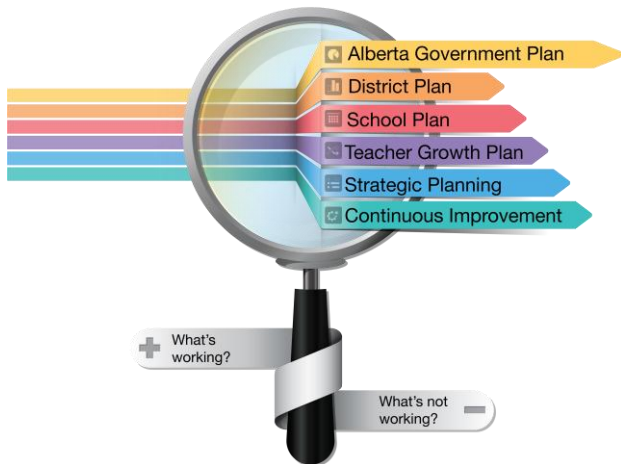 Alberta Government Plan
District Plan
School Plan
Teacher Growth Plan
Strategic Planning
Continuous Improvement
What's
working?
What's not
working?